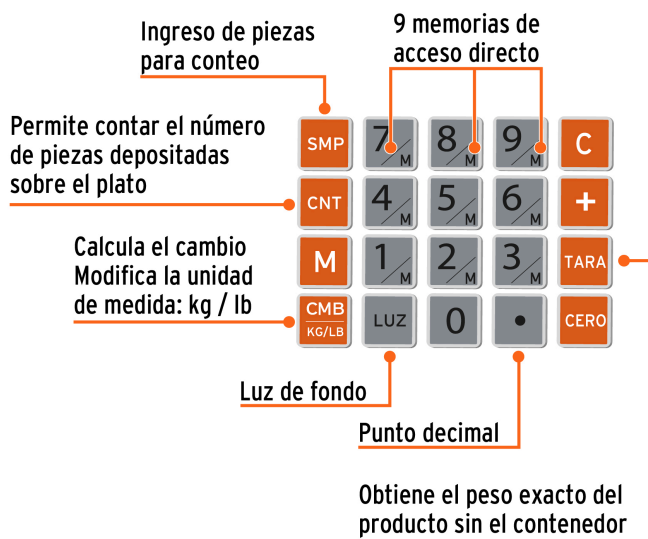 Ingreso de piezas
para conteo
9 memorias de
acceso directo
Permite contar el número
de piezas depositadas
sobre el plato
Calcula el cambio
Modifica la unidad
de medida: kg / lb
SMP 7/M 8/M 9/M C
CNT 4/M 5/M 6/M +
M 1/M 2/M 3/M TARA
CMB
KG/LB LUZ 0 • CERO
Luz de fondo
Punto decimal
Obtiene el peso exacto del
producto sin el contenedor